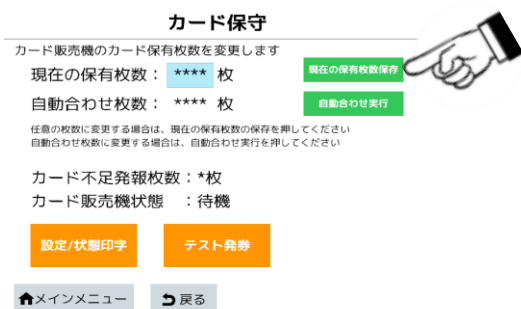 カード保守
カード販売機のカード保有枚数を変更します
現在の保有枚数： **** 枚
現在の保有枚数保存
自動合わせ枚数： **** 枚
自動合わせ実行
任意の枚数に変更する場合は、現在の保有枚数の保存を押してください
自動合わせ枚数に変更する場合は、自動合わせ実行を押してください
カード不足発報枚数：*枚
カード販売機状態　：待機
設定/状態印字
テスト発券
メインメニュー
戻る